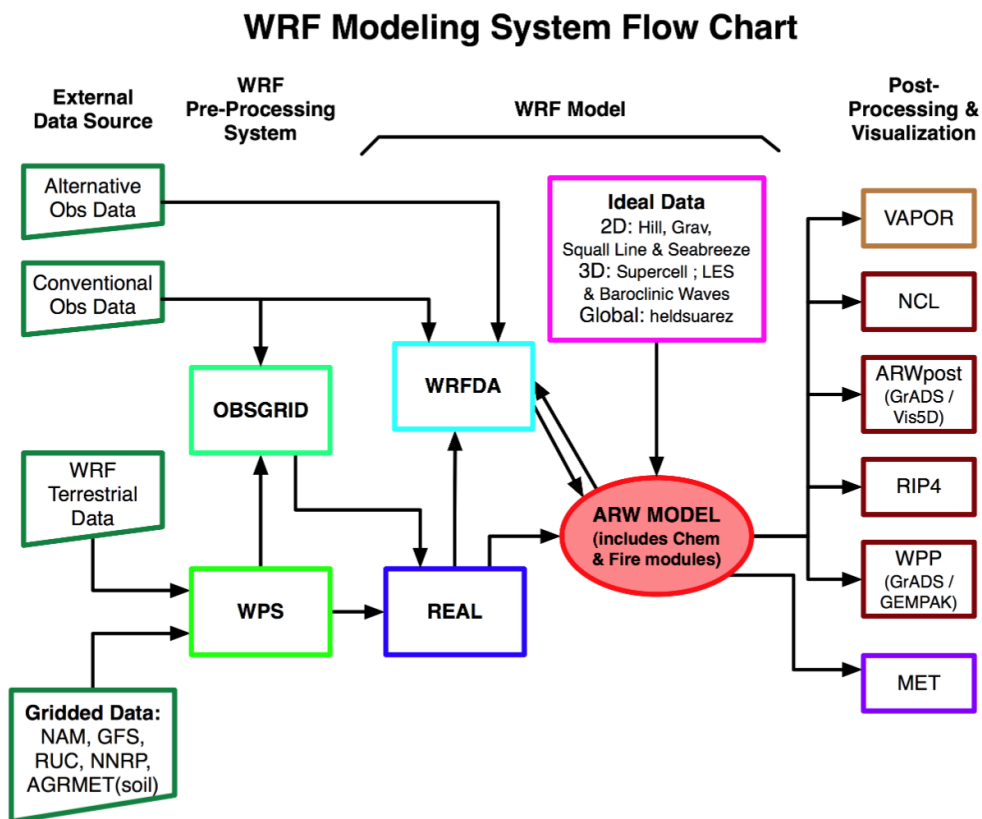 WRF Modeling System Flow Chart
External
Data Source
WRF
Pre-Processing
System
WRF Model
Post-
Processing &
Visualization
Alternative
Obs Data
Conventional
Obs Data
WRF
Terrestrial
Data
Gridded Data:
NAM, GFS,
RUC, NNRP,
AGRMET(soil)
OBSGRID
WPS
WRFDA
REAL
Ideal Data
2D: Hill, Grav,
Squall Line & Seabreeze
3D: Supercell ; LES
& Baroclinic Waves
Global: heldsuarez
ARW MODEL
(includes Chem
& Fire modules)
VAPOR
NCL
ARWpost
(GrADS /
Vis5D)
RIP4
WPP
(GrADS /
GEMPAK)
MET